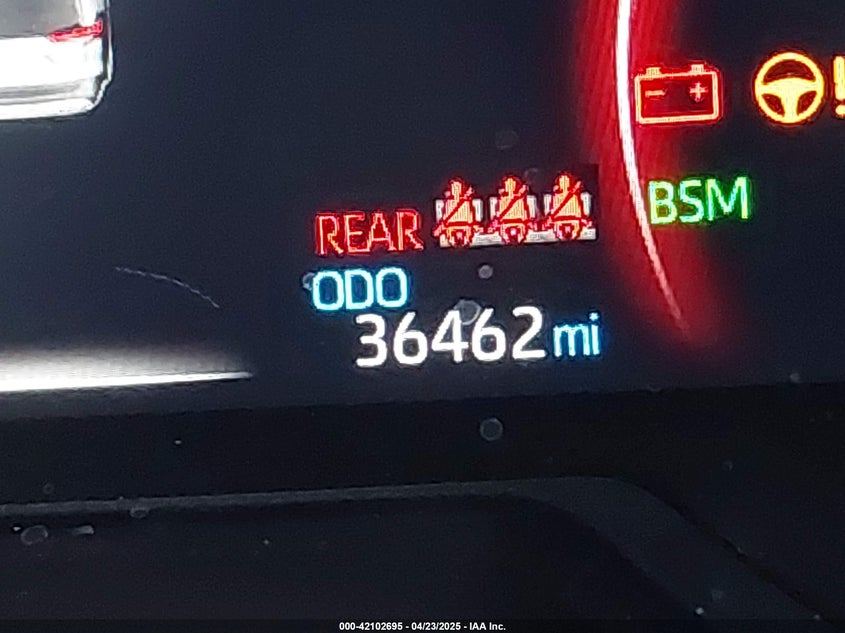 BSM
REAR
ODO
36462 mi
000-42102695 - 04/23/2025 - IAA Inc.